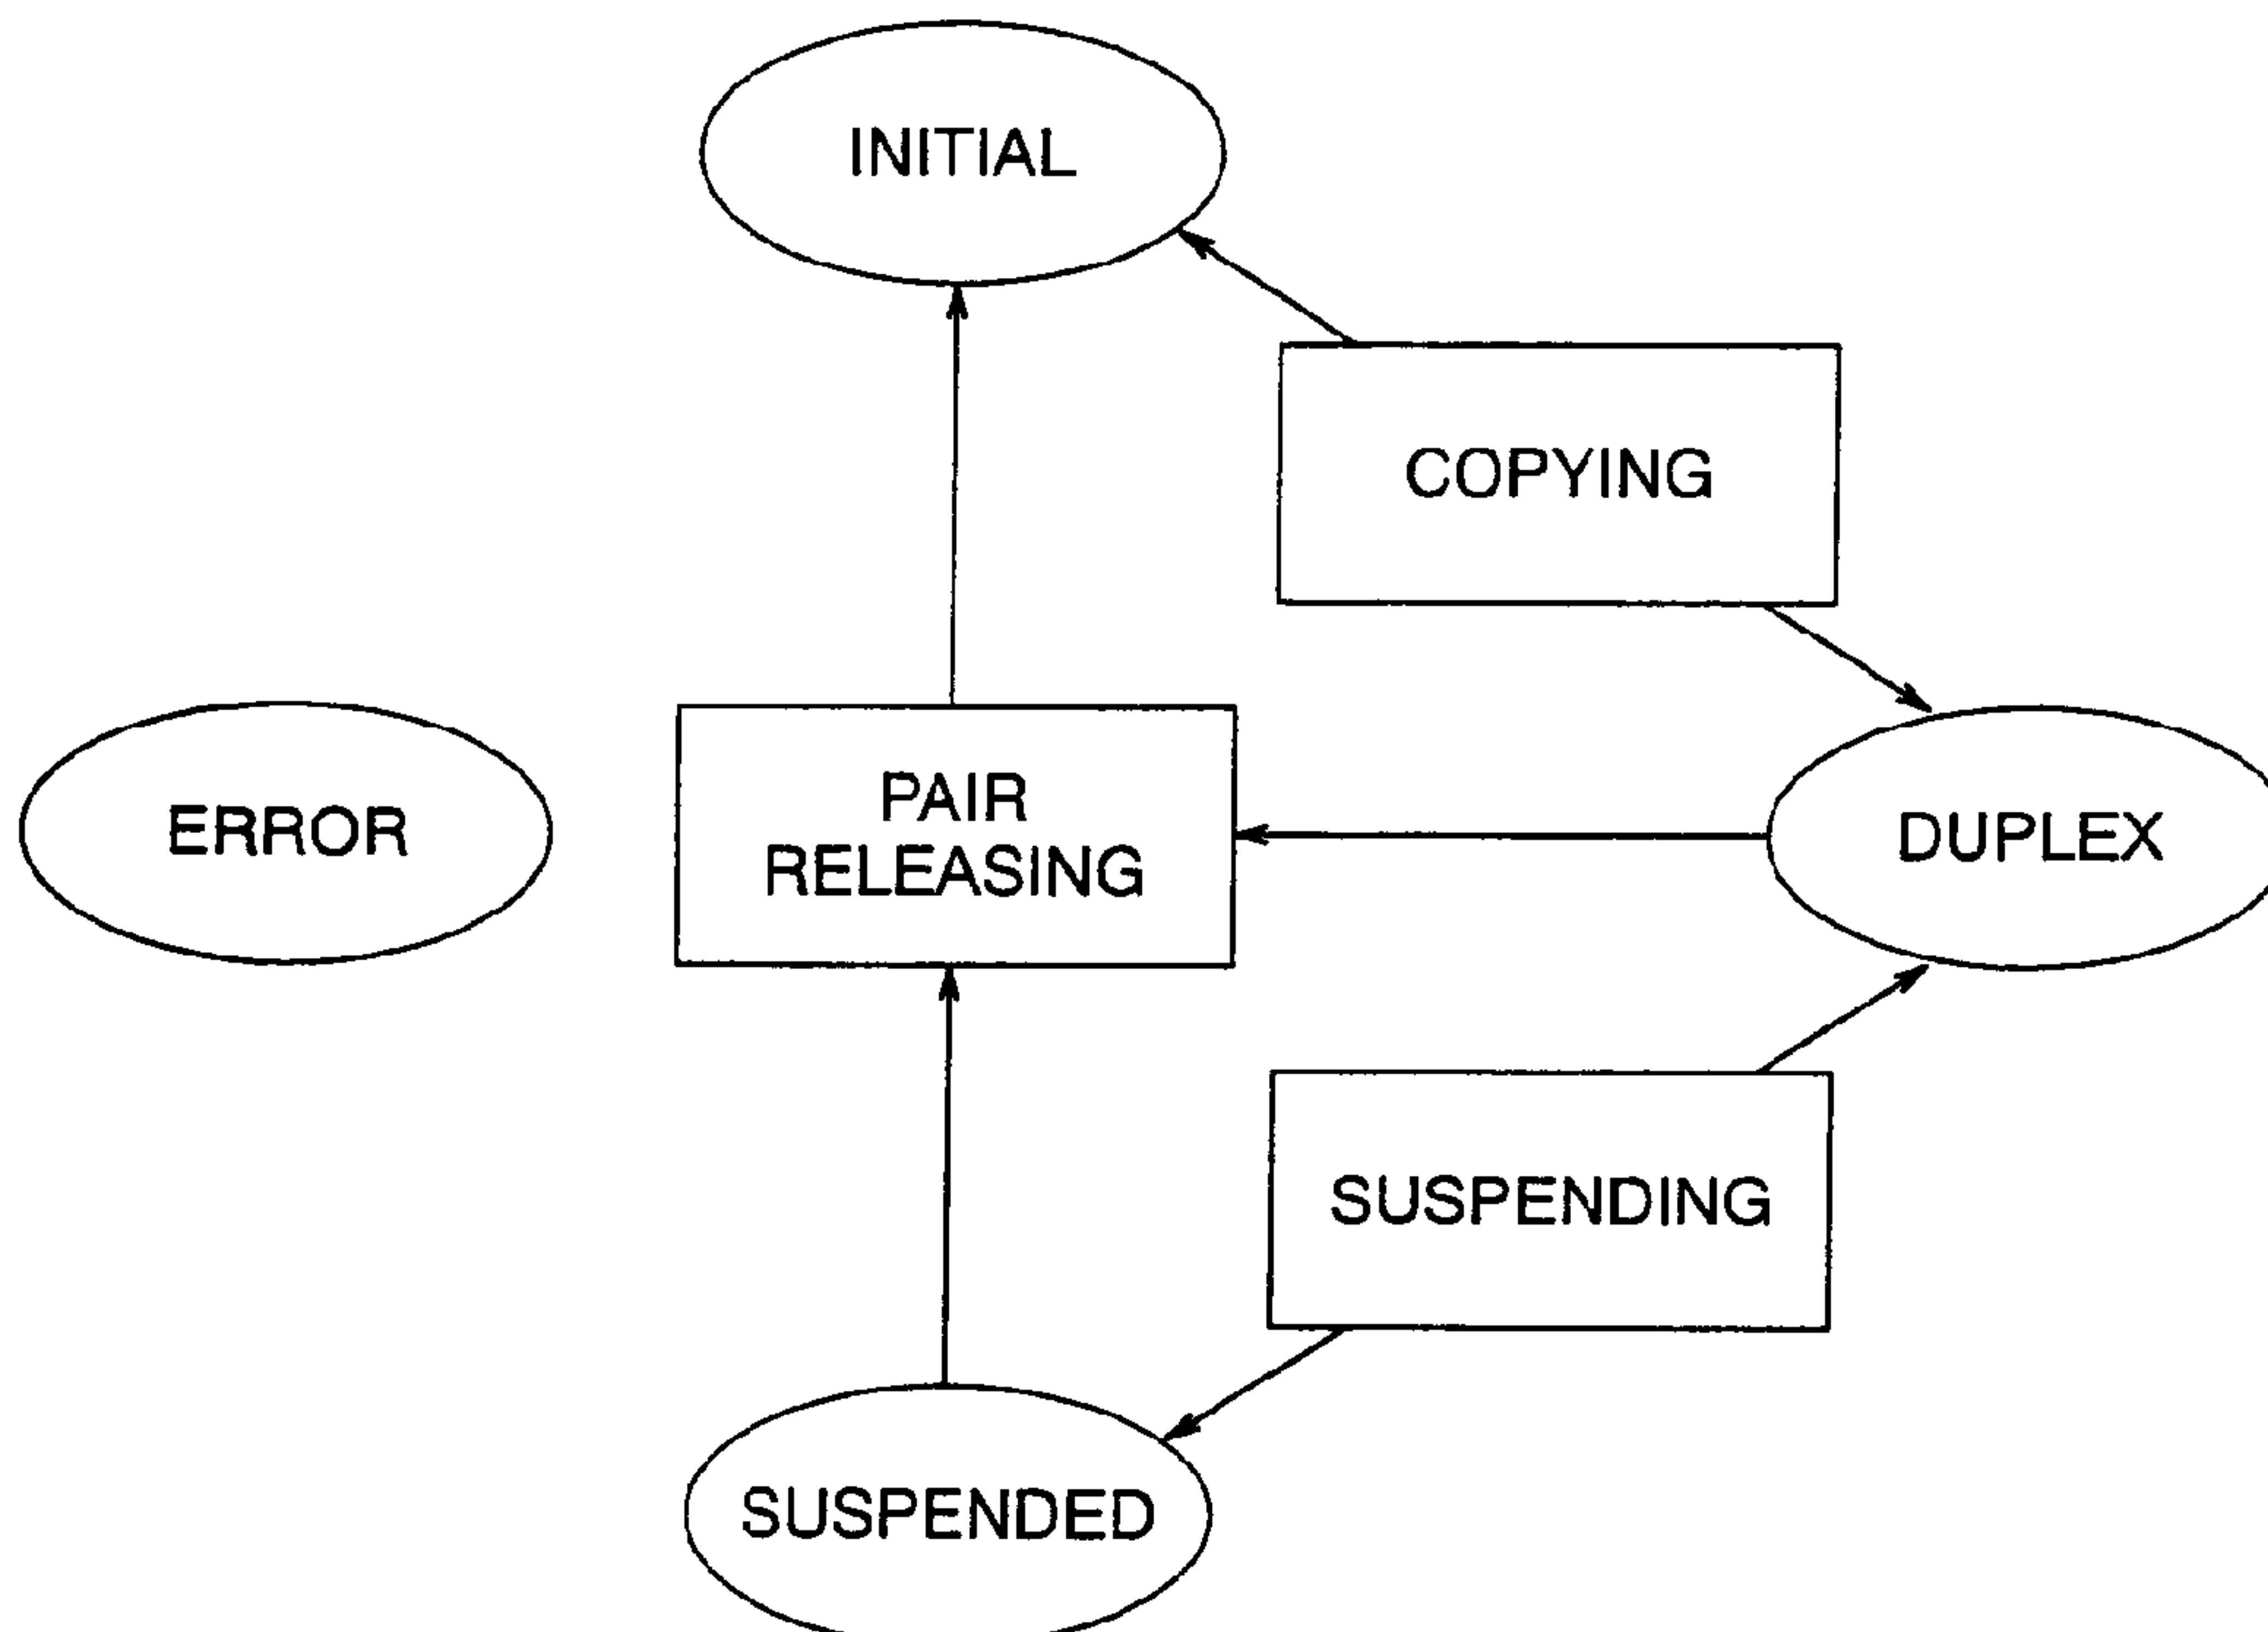 INITIAL
COPYING
ERROR
PAIR
RELEASING
DUPLEX
SUSPENDING
SUSPENDED